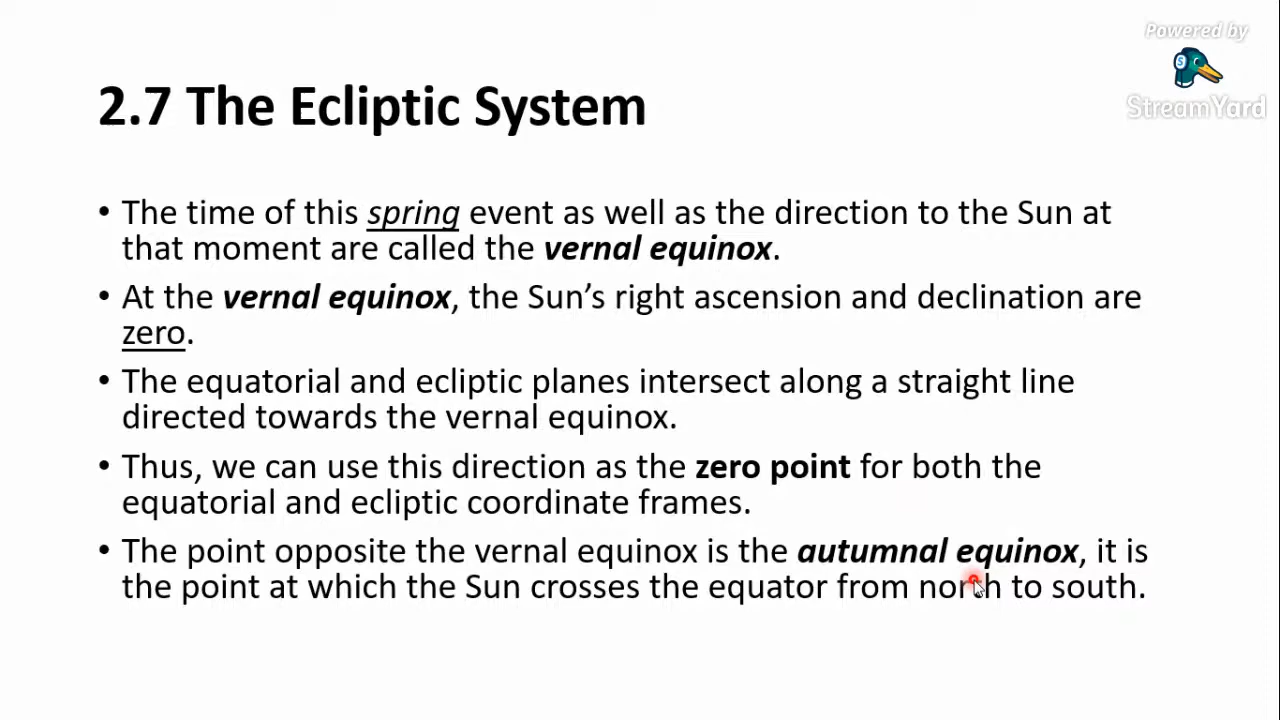 Powered by
StreamYard
2.7 The Ecliptic System
• The time of this spring event as well as the direction to the Sun at
that moment are called the vernal equinox.
• At the vernal equinox, the Sun’s right ascension and declination are
zero.
• The equatorial and ecliptic planes intersect along a straight line
directed towards the vernal equinox.
• Thus, we can use this direction as the zero point for both the
equatorial and ecliptic coordinate frames.
• The point opposite the vernal equinox is the autumnal equinox, it is
the point at which the Sun crosses the equator from north to south.